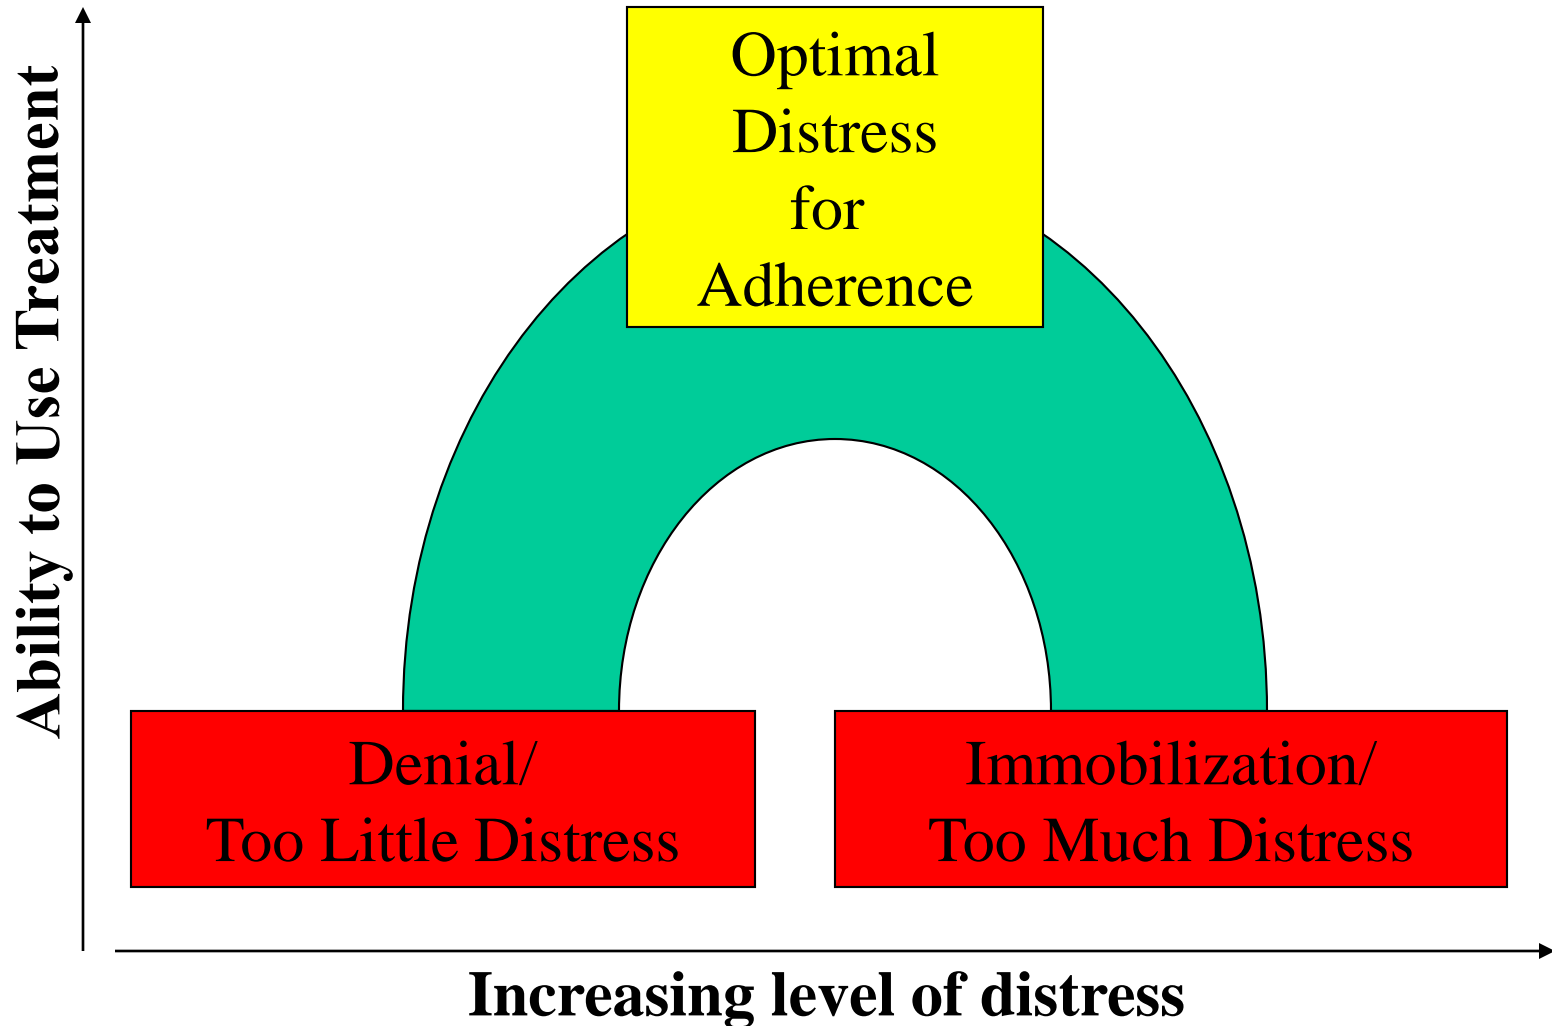 Ability to Use Treatment
Optimal
Distress
for
Adherence
Denial/
Too Little Distress
Immobilization/
Too Much Distress
Increasing level of distress